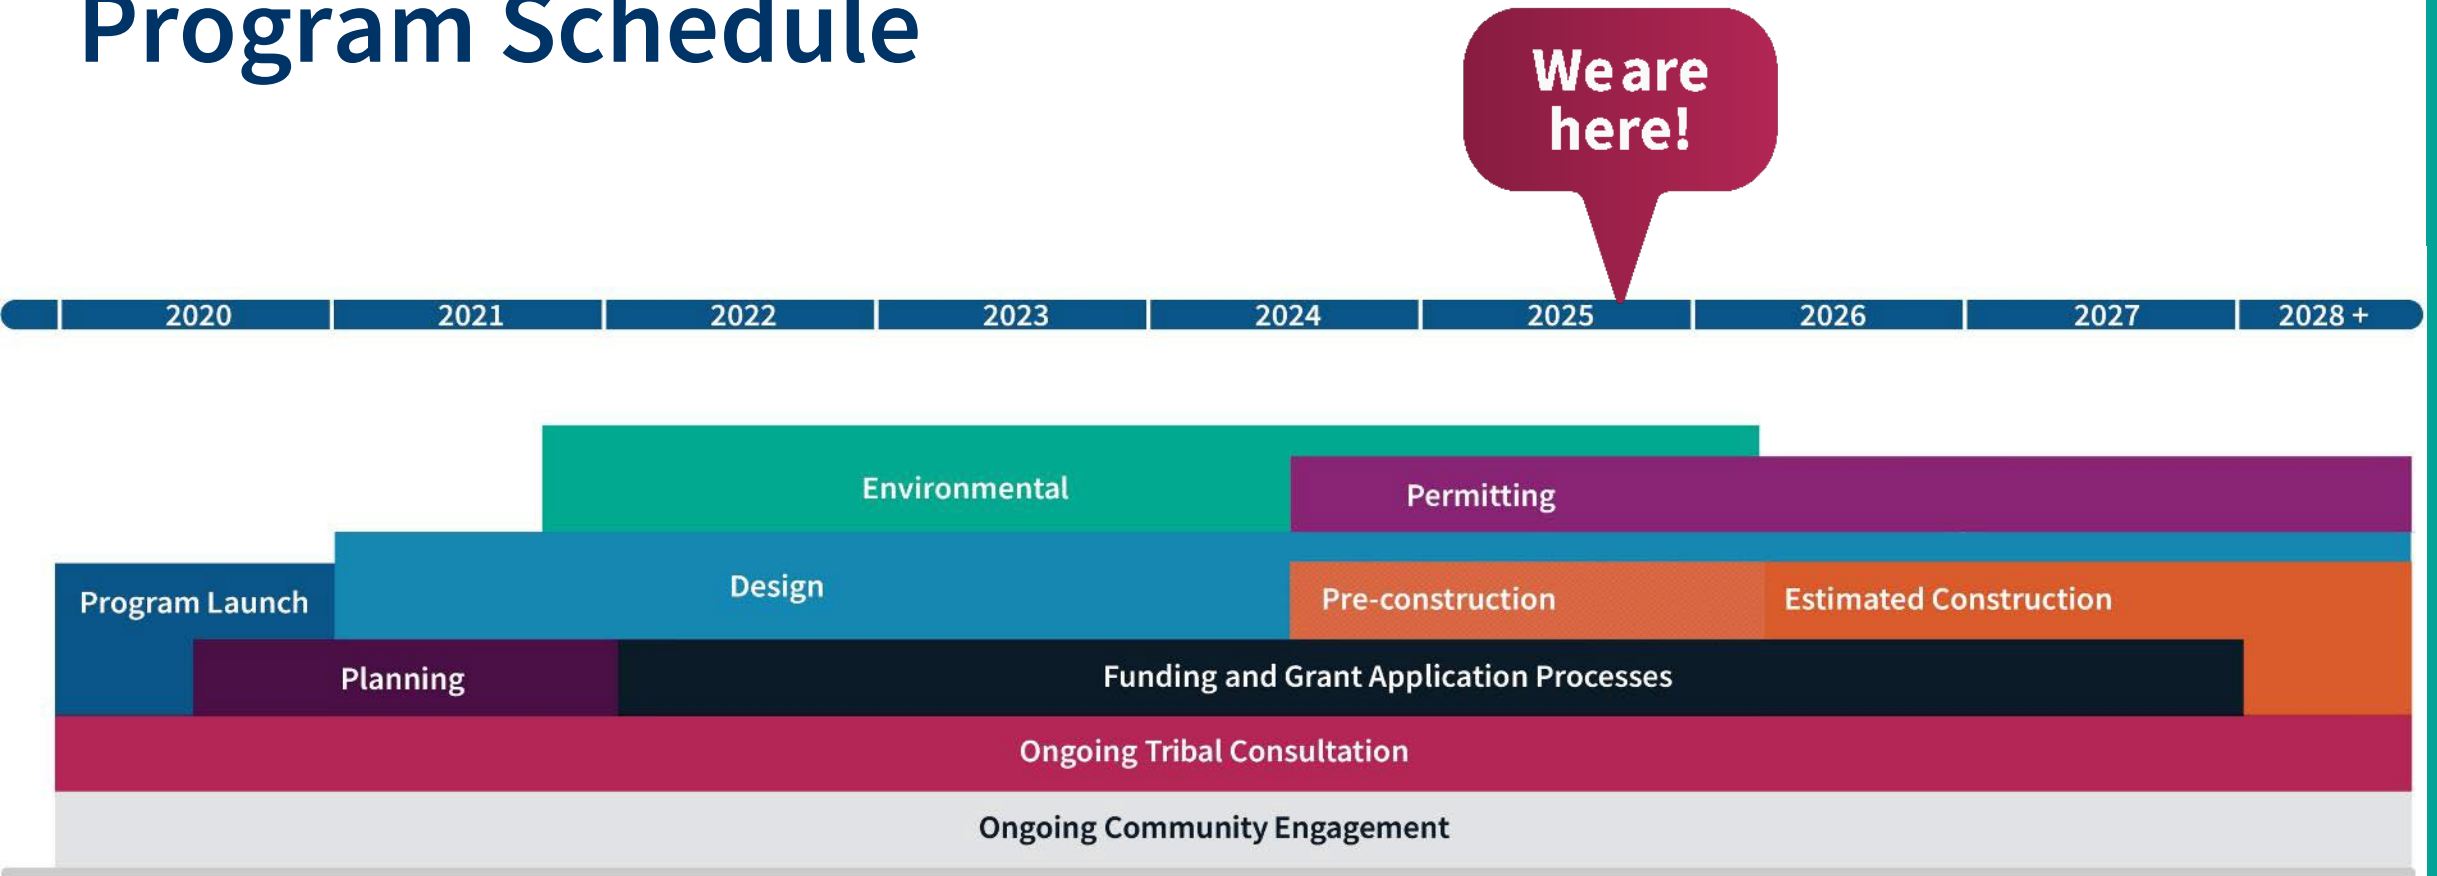 Program Schedule
We are
here!
2020 2021 2022 2023 2024 2025 2026 2027 2028 +
Environmental
Permitting
Design
Program Launch
Pre-construction
Estimated Construction
Planning
Funding and Grant Application Processes
Ongoing Tribal Consultation
Ongoing Community Engagement